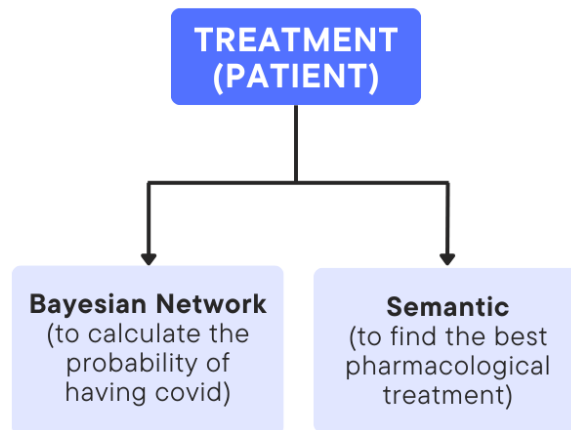 TREATMENT
(PATIENT)
Bayesian Network
(to calculate the
probability of
having covid)
Semantic
(to find the best
pharmacological
treatment)